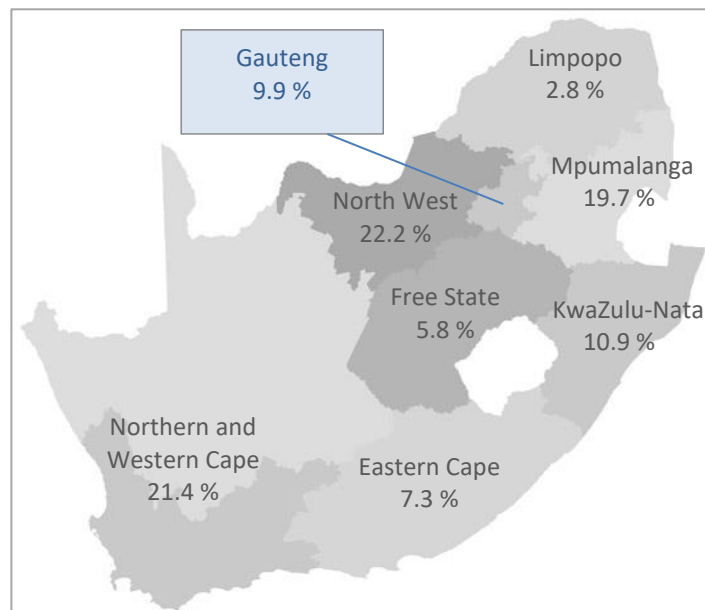 Gauteng
9.9 %
Limpopo
2.8 %
Mpumalanga
19.7 %
North West
22.2 %
Free State
5.8 %
KwaZulu-Nata
10.9 %
Northern and
Western Cape
21.4 %
Eastern Cape
7.3 %